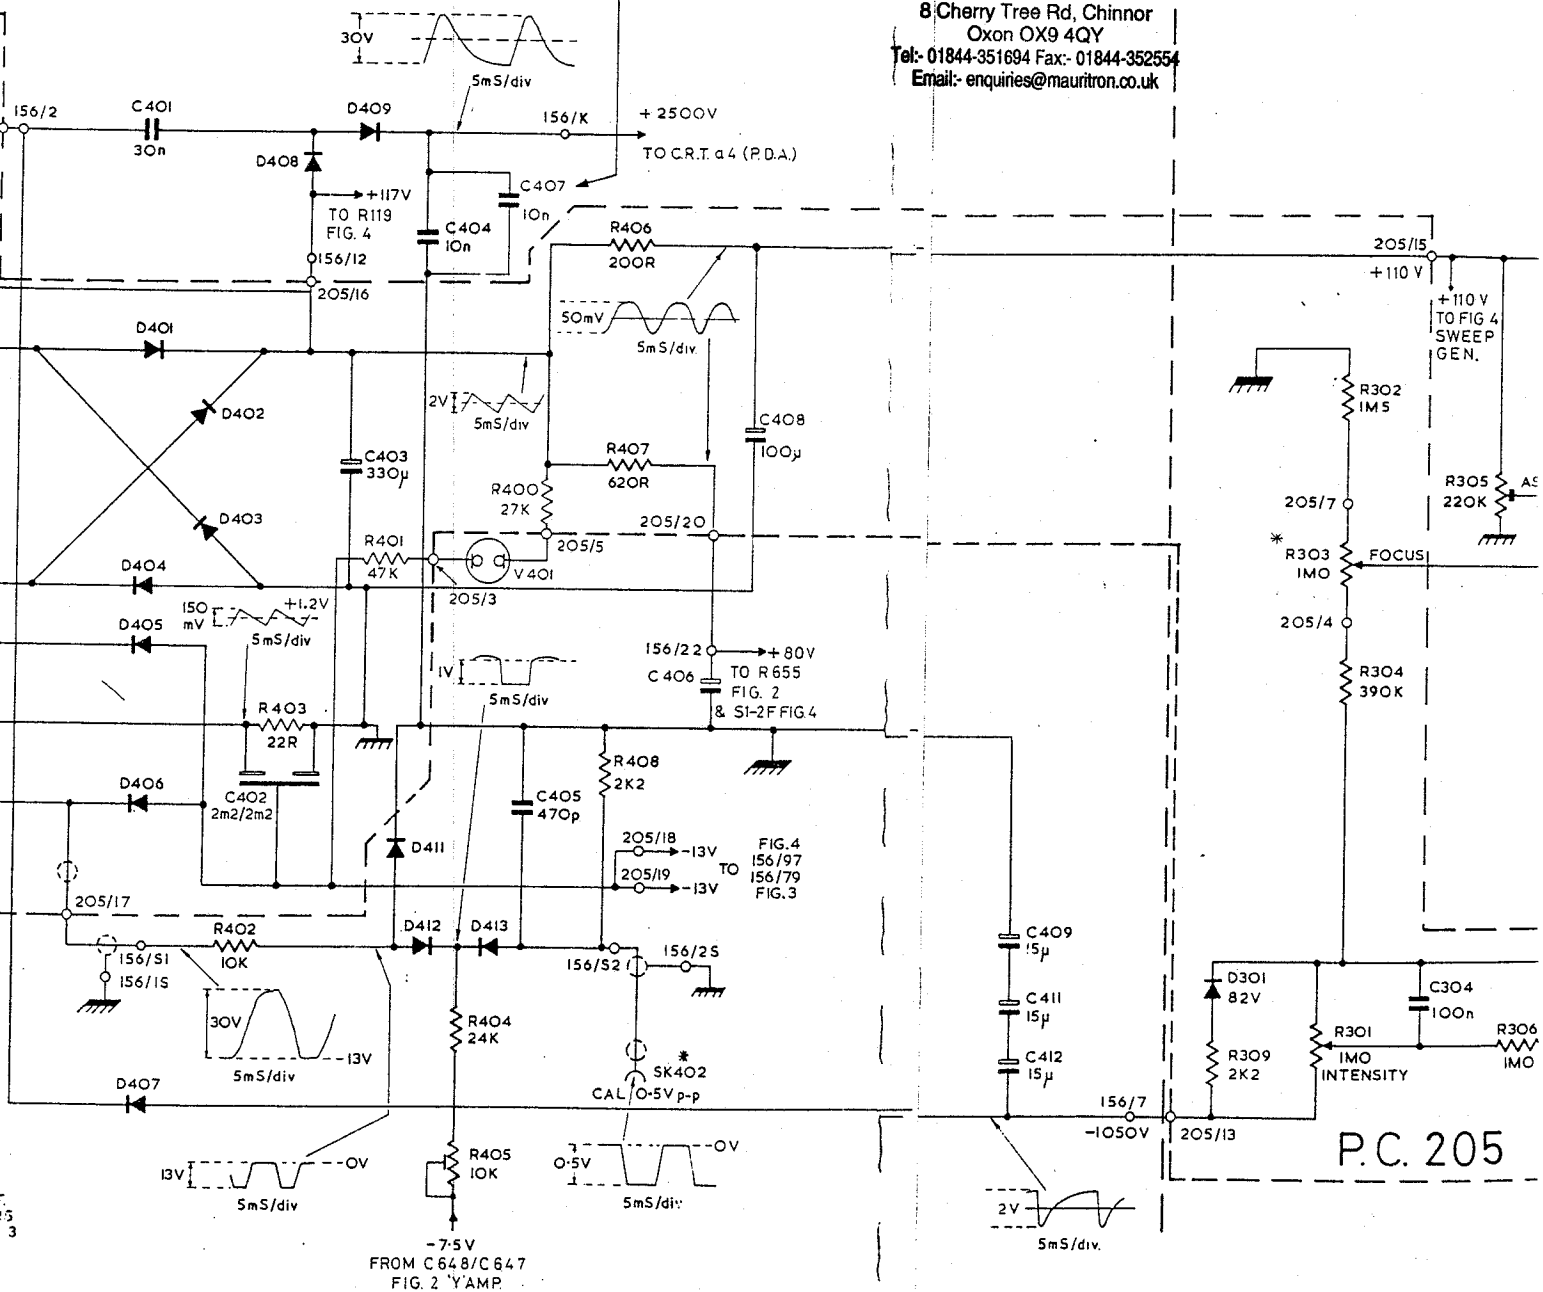 8 Cherry Tree Rd, Chinnor
Oxon OX9 4QY
Tel:- 01844-351694 Fax:- 01844-352554
Email:- enquiries@mauritron.co.uk
30V
5mS/div
156/2
C401
30n
D409
D408
156/K
+2500V
TO C.R.T. a4 (P.D.A.)
+117V
TO R119
FIG. 4
156/12
205/16
C404
10n
C407
10n
R406
200R
205/15
+110 V
+110 V
TO FIG 4
SWEEP
GEN.
50mV
5mS/div.
D401
D402
2V
5mS/div
C408
100µ
R302
1M5
C403
330µ
R407
620R
R400
27K
R305
220K
205/7
D403
205/20
205/5
R401
47K
V401
205/3
*
R303
1M0
FOCUS
D404
150
mV
+1.2V
5mS/div
D405
205/4
156/22
+80V
C406
TO R655
FIG. 2
& S1-2F FIG.4
1V
5mS/div
R304
390K
R403
22R
R408
2K2
D406
C402
2m2/2m2
C405
470p
D411
205/18
-13V
205/19
-13V
TO
FIG.4
156/97
156/79
FIG.3
205/17
R402
10K
D412
D413
156/S1
156/1S
156/S2
156/2S
C409
15µ
C411
15µ
C412
15µ
D301
82V
C304
100n
30V
-13V
5mS/div
R404
24K
R301
1M0
INTENSITY
R306
1M0
R309
2K2
*
SK402
CAL 0·5V p-p
D407
156/7
-1050V
205/13
P.C. 205
13V
0V
5mS/div
R405
10K
0·5V
0V
5mS/div
2V
5mS/div.
-7·5V
FROM C648/C647
FIG. 2 'Y' AMP.
3